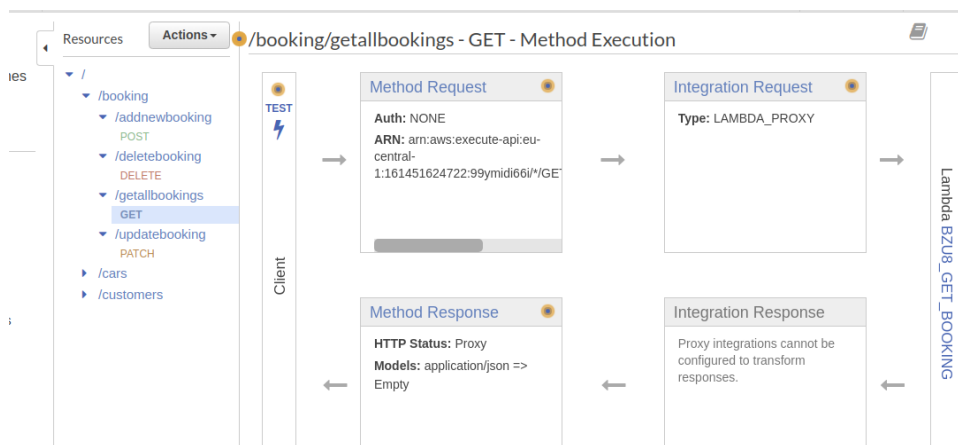 Resources
Actions
/booking/getallbookings - GET - Method Execution
/
/booking
/addnewbooking
POST
/deletebooking
DELETE
/getallbookings
GET
/updatebooking
PATCH
/cars
/customers
TEST
Client
Method Request
Auth: NONE
ARN: arn:aws:execute-api:eu-
central-
1:161451624722:99ymidi66i/*/GET
Integration Request
Type: LAMBDA_PROXY
Method Response
HTTP Status: Proxy
Models: application/json =>
Empty
Integration Response
Proxy integrations cannot be
configured to transform
responses.
Lambda BZU8_GET_BOOKING